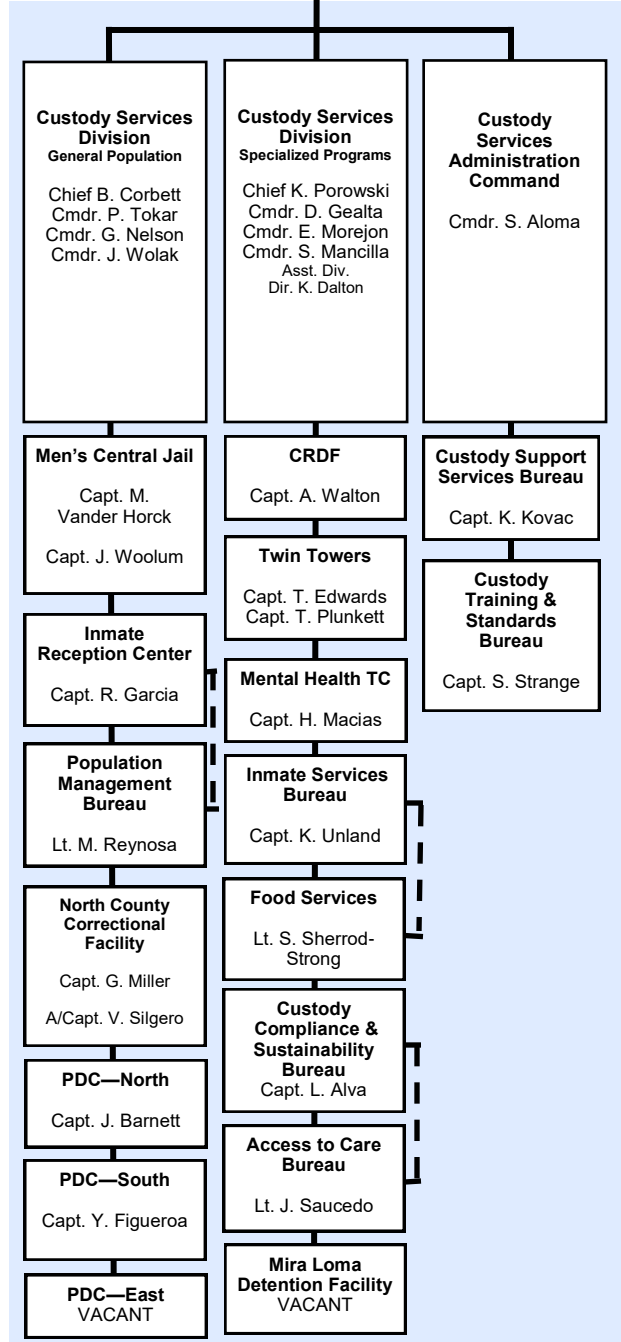 Custody Services
Division
General Population
Chief B. Corbett
Cmdr. P. Tokar
Cmdr. G. Nelson
Cmdr. J. Wolak
Men's Central Jail
Capt. M.
Vander Horck
Capt. J. Woolum
Inmate
Reception Center
Capt. R. Garcia
Population
Management
Bureau
Lt. M. Reynosa
North County
Correctional
Facility
Capt. G. Miller
A/Capt. V. Silgero
PDC—North
Capt. J. Barnett
PDC—South
Capt. Y. Figueroa
PDC—East
VACANT
Custody Services
Division
Specialized Programs
Chief K. Porowski
Cmdr. D. Gealta
Cmdr. E. Morejon
Cmdr. S. Mancilla
Asst. Div.
Dir. K. Dalton
CRDF
Capt. A. Walton
Twin Towers
Capt. T. Edwards
Capt. T. Plunkett
Mental Health TC
Capt. H. Macias
Inmate Services
Bureau
Capt. K. Unland
Food Services
Lt. S. Sherrod-
Strong
Custody
Compliance &
Sustainability
Bureau
Capt. L. Alva
Access to Care
Bureau
Lt. J. Saucedo
Mira Loma
Detention Facility
VACANT
Custody
Services
Administration
Command
Cmdr. S. Aloma
Custody Support
Services Bureau
Capt. K. Kovac
Custody
Training &
Standards
Bureau
Capt. S. Strange